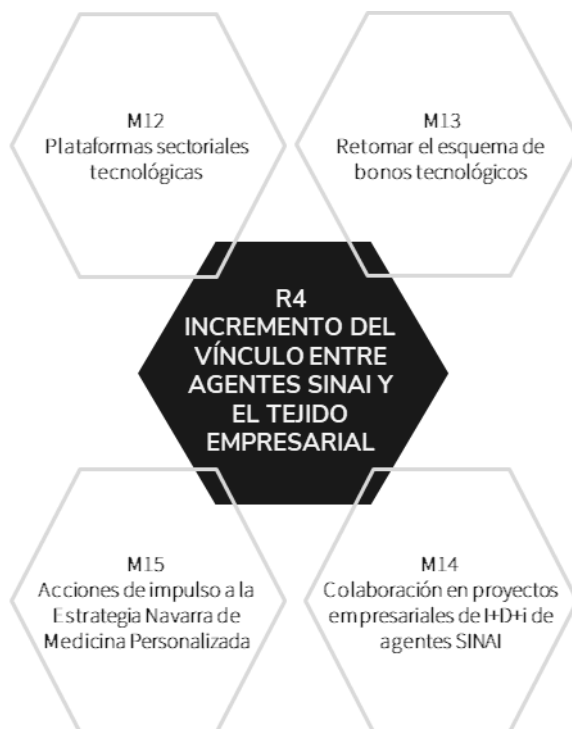 M12
Plataformas sectoriales
tecnológicas
M13
Retomar el esquema de
bonos tecnológicos
R4
INCREMENTO DEL
VÍNCULO ENTRE
AGENTES SINAI Y
EL TEJIDO
EMPRESARIAL
M15
Acciones de impulso a la
Estrategia Navarra de
Medicina Personalizada
M14
Colaboración en proyectos
empresariales de I+D+i de
agentes SINAI